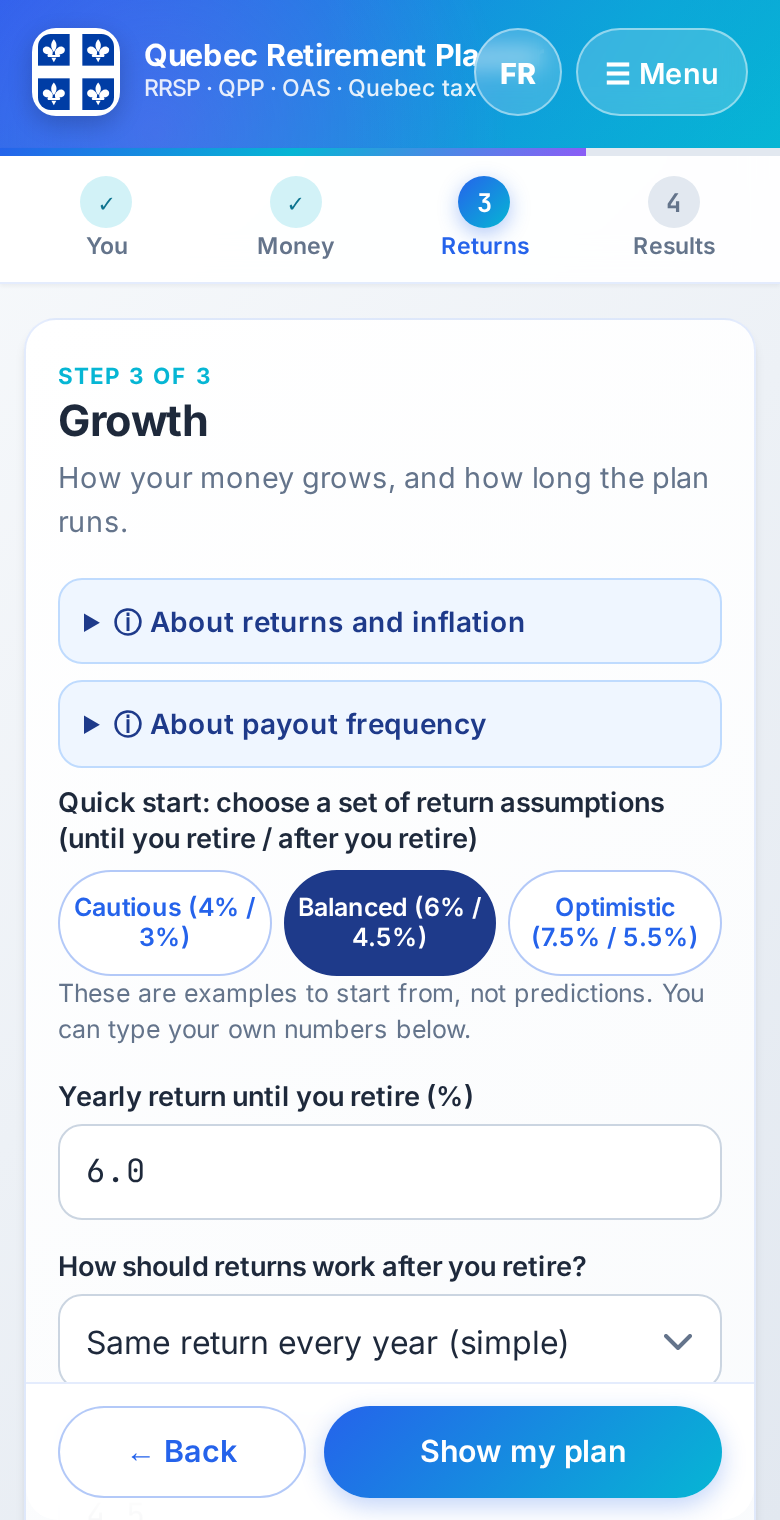 Quebec Retirement Pla
RRSP · QPP · OAS · Quebec tax
FR
☰ Menu
✓
✓
3
4
You
Money
Returns
Results
STEP 3 OF 3
Growth
How your money grows, and how long the plan
runs.
▶ ⓘ About returns and inflation
▶ ⓘ About payout frequency
Quick start: choose a set of return assumptions
(until you retire / after you retire)
Cautious (4% /
3%)
Balanced (6% /
4.5%)
Optimistic
(7.5% / 5.5%)
These are examples to start from, not predictions. You
can type your own numbers below.
Yearly return until you retire (%)
6.0
How should returns work after you retire?
Same return every year (simple)
← Back
Show my plan